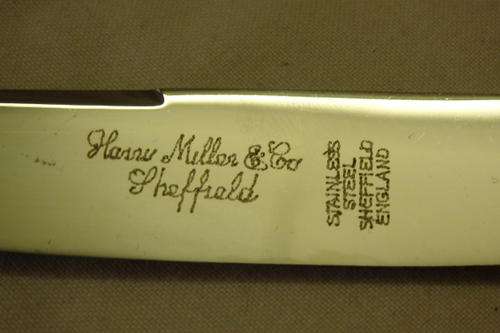 Harry Miller & Co
Sheffield
STAINLESS
STEEL
SHEFFIELD
ENGLAND